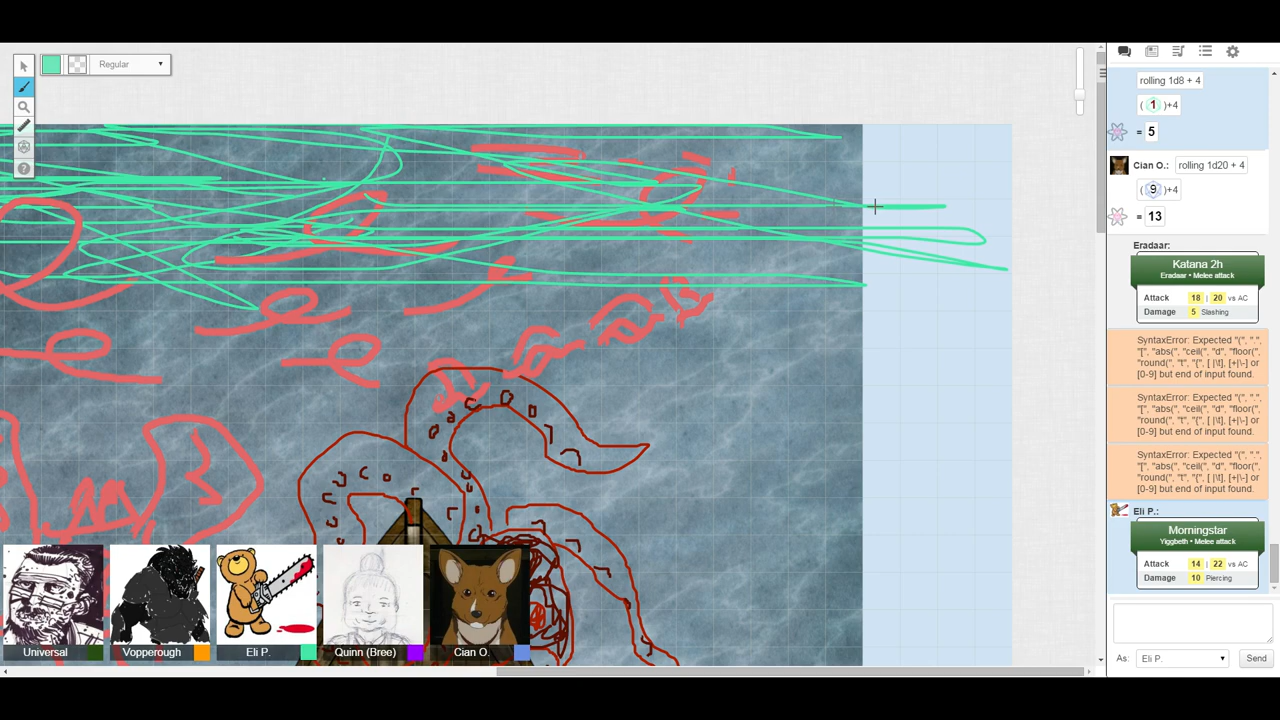 Regular
rolling 1d8 + 4
(1)+4
= 5
Cian O.: rolling 1d20 + 4
(9)+4
= 13
Eradaar:
Katana 2h
Eradaar • Melee attack
Attack 18 | 20 vs AC
Damage 5 Slashing
SyntaxError: Expected "(", ".",
"[", "abs(", "ceil(", "d", "floor(",
"round(", "t", "{", [ |\t], [+|\-] or
[0-9] but end of input found.
SyntaxError: Expected "(", ".",
"[", "abs(", "ceil(", "d", "floor(",
"round(", "t", "{", [ |\t], [+|\-] or
[0-9] but end of input found.
SyntaxError: Expected "(", ".",
"[", "abs(", "ceil(", "d", "floor(",
"round(", "t", "{", [ |\t], [+|\-] or
[0-9] but end of input found.
Eli P.:
Morningstar
Yiggbeth • Melee attack
Attack 14 | 22 vs AC
Damage 10 Piercing
Universal
Vopperough
Eli P.
Quinn (Bree)
Cian O.
As: Eli P. Send